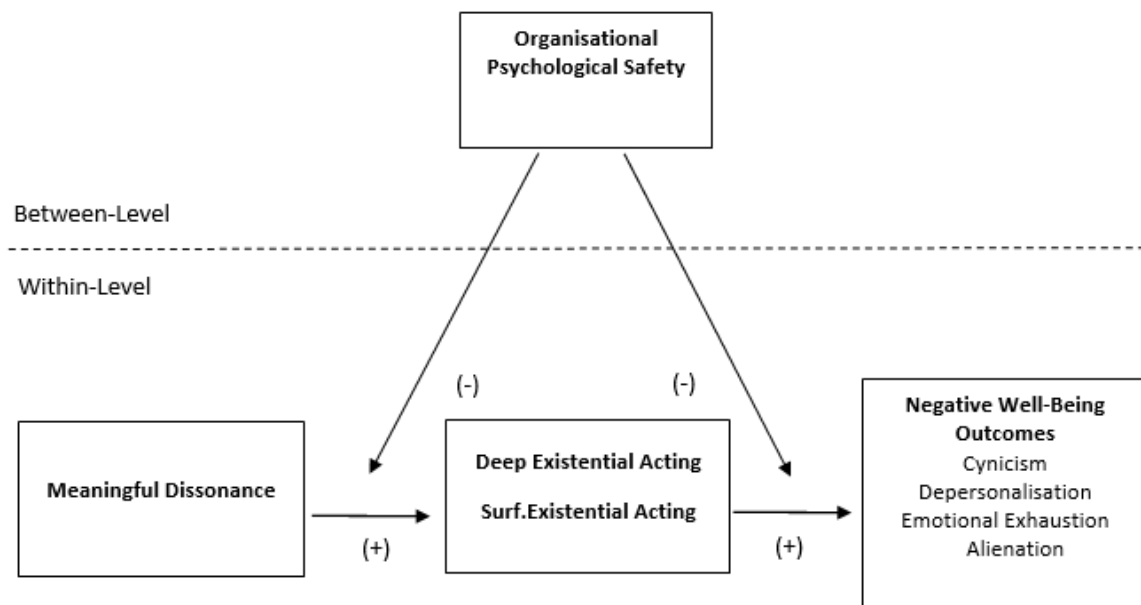 Organisational
Psychological Safety
Between-Level
Within-Level
(-)
(-)
Meaningful Dissonance
(+)
Deep Existential Acting
Surf.Existential Acting
(+)
Negative Well-Being
Outcomes
Cynicism
Depersonalisation
Emotional Exhaustion
Alienation